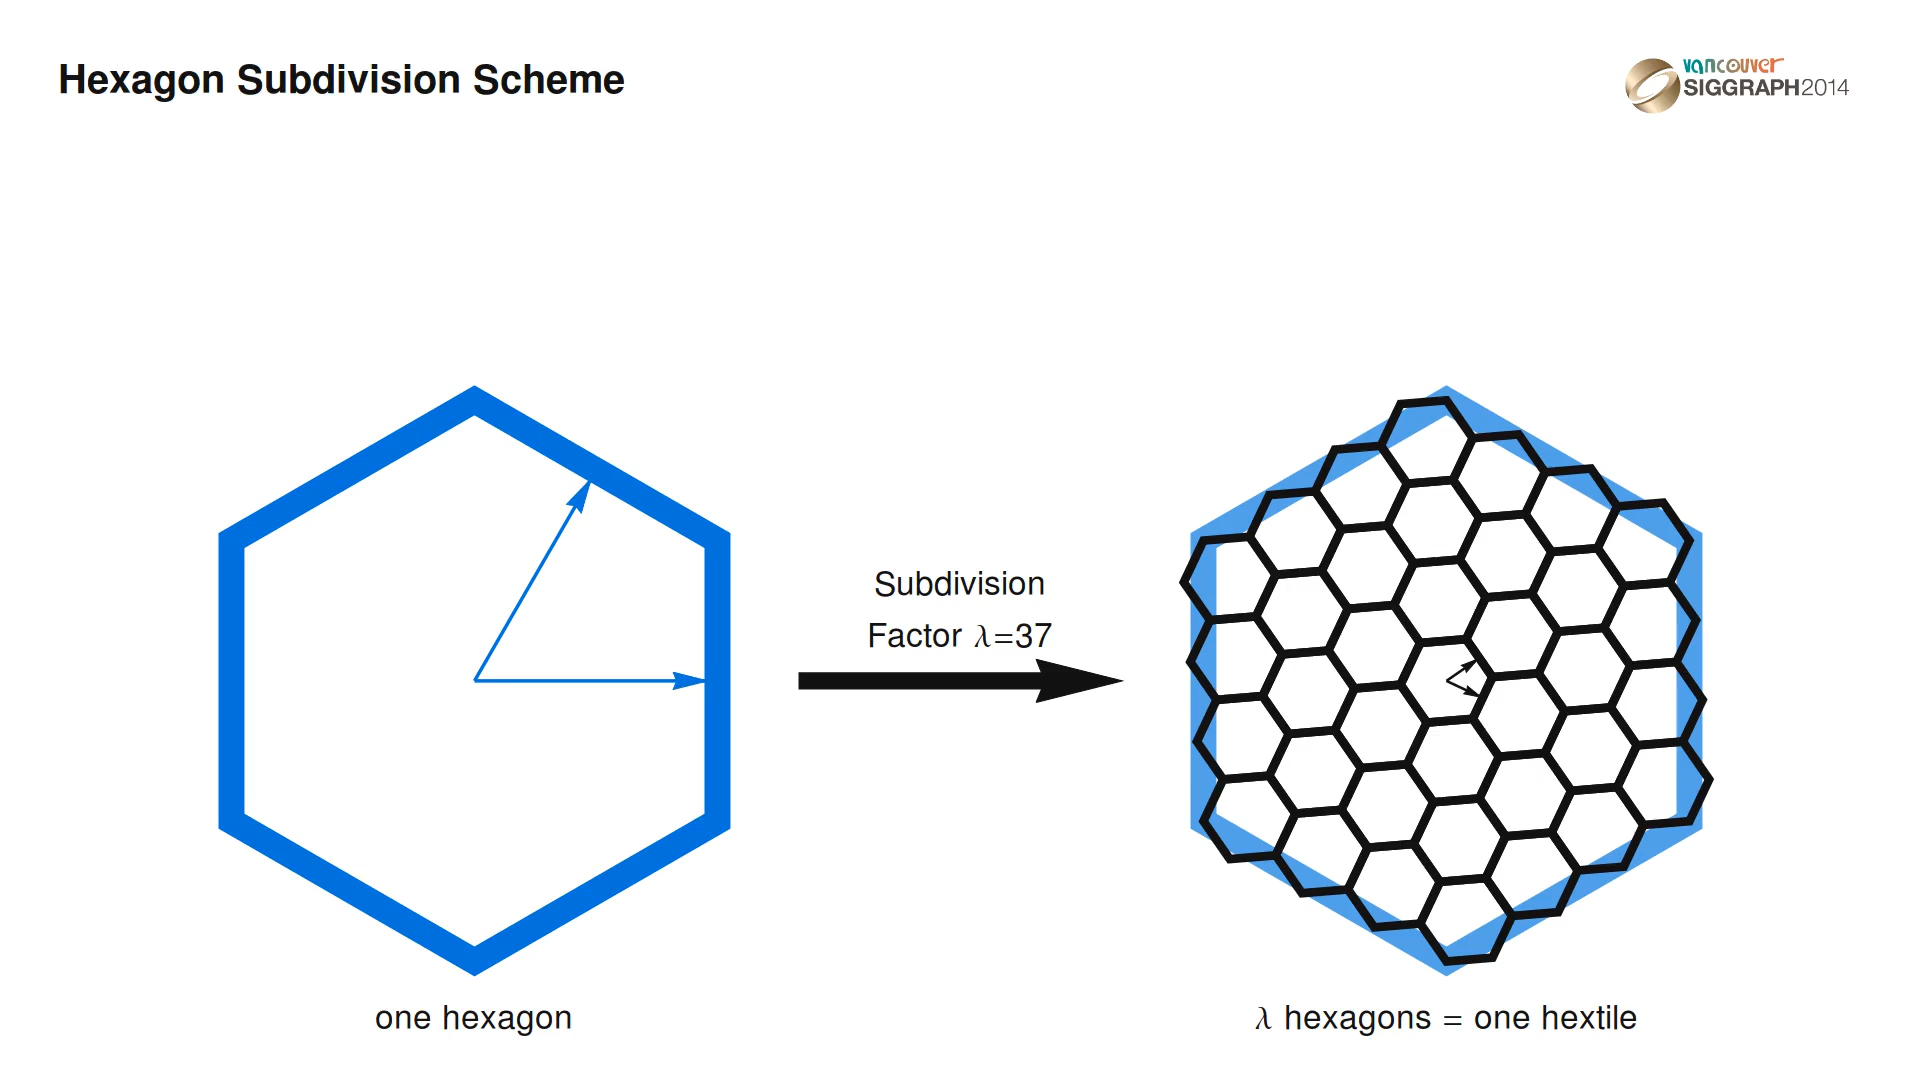 Hexagon Subdivision Scheme
vancouver
SIGGRAPH2014
Subdivision
Factor λ=37
one hexagon
λ hexagons = one hextile